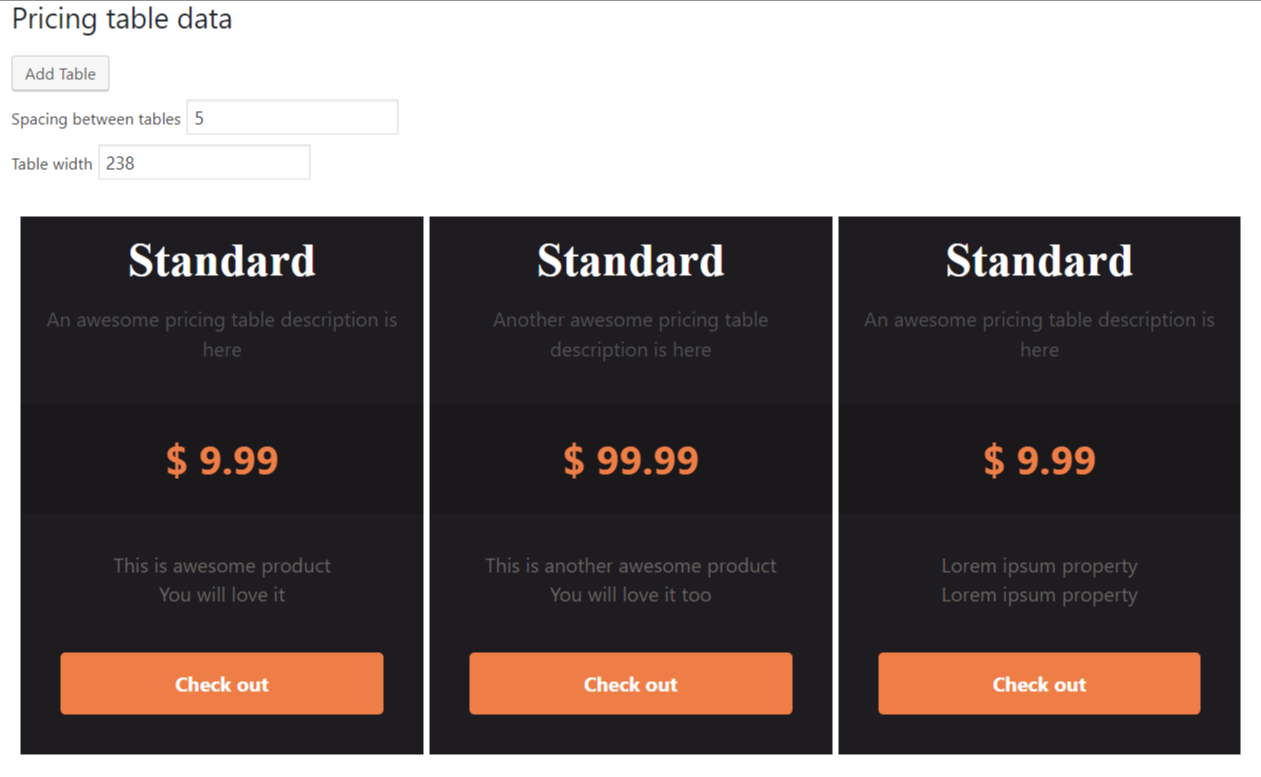 Pricing table data
Add Table
Spacing between tables 5
Table width 238
Standard
An awesome pricing table description is
here
$ 9.99
This is awesome product
You will love it
Check out
Standard
Another awesome pricing table
description is here
$ 99.99
This is another awesome product
You will love it too
Check out
Standard
An awesome pricing table description is
here
$ 9.99
Lorem ipsum property
Lorem ipsum property
Check out